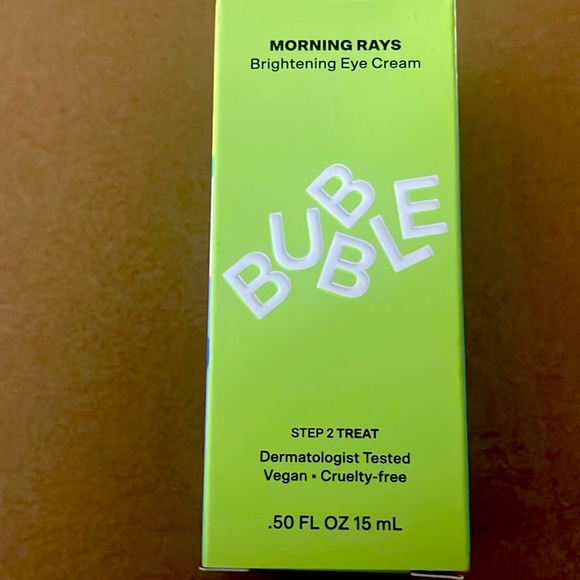 MORNING RAYS
Brightening Eye Cream
BUBBLE
STEP 2 TREAT
Dermatologist Tested
Vegan • Cruelty-free
.50 FL OZ 15 mL